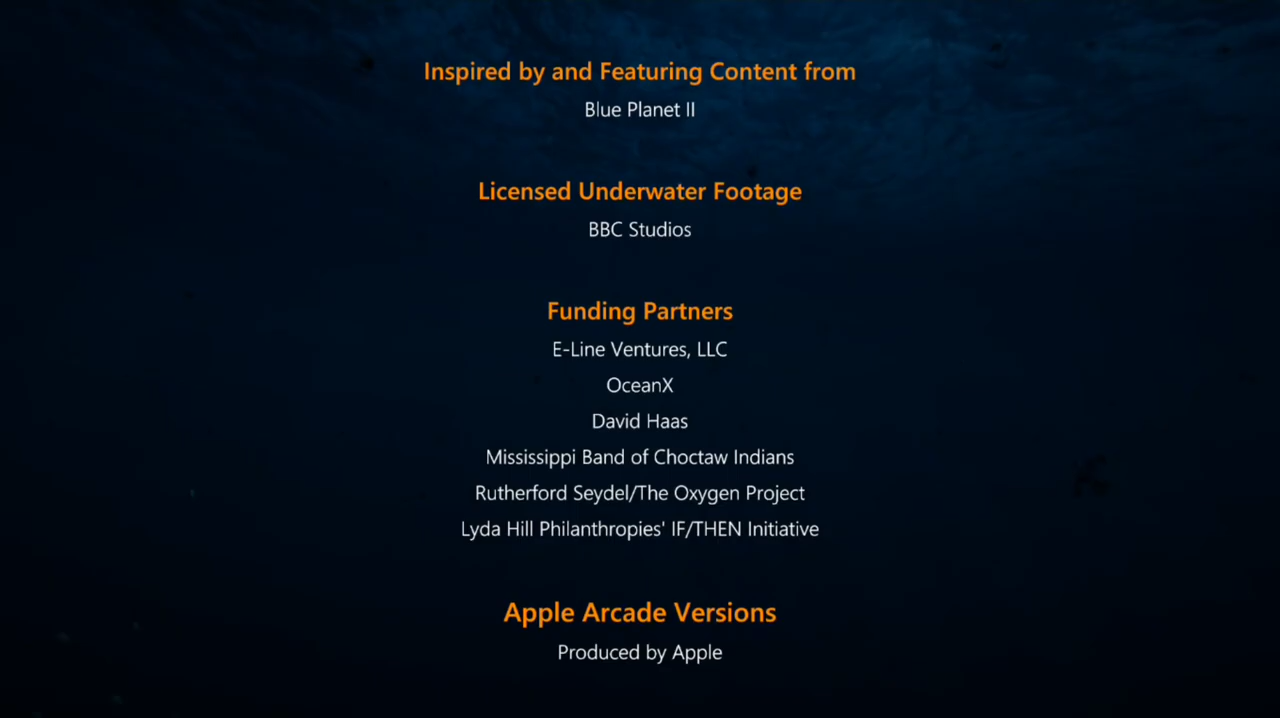 Inspired by and Featuring Content from
Blue Planet II
Licensed Underwater Footage
BBC Studios
Funding Partners
E-Line Ventures, LLC
OceanX
David Haas
Mississippi Band of Choctaw Indians
Rutherford Seydel/The Oxygen Project
Lyda Hill Philanthropies' IF/THEN Initiative
Apple Arcade Versions
Produced by Apple